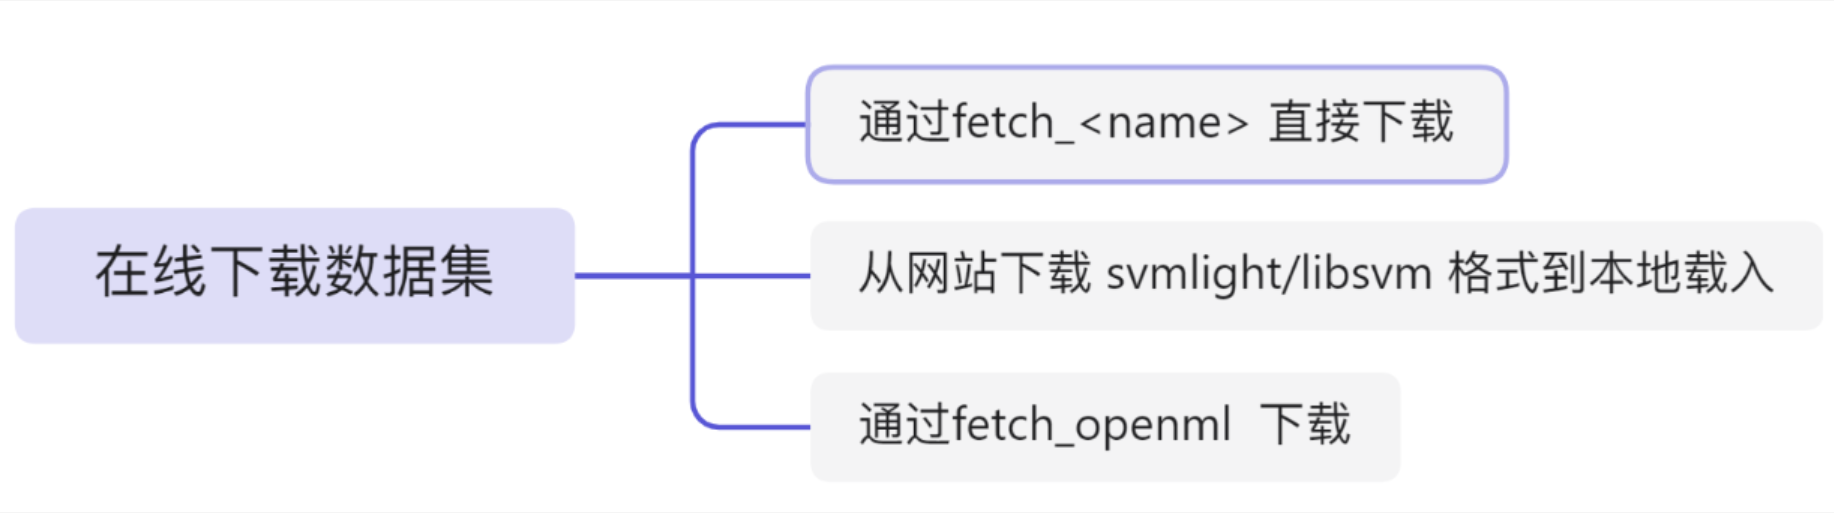 在线下载数据集
通过fetch_<name> 直接下载
从网站下载 svmlight/libsvm 格式到本地载入
通过fetch_openml 下载